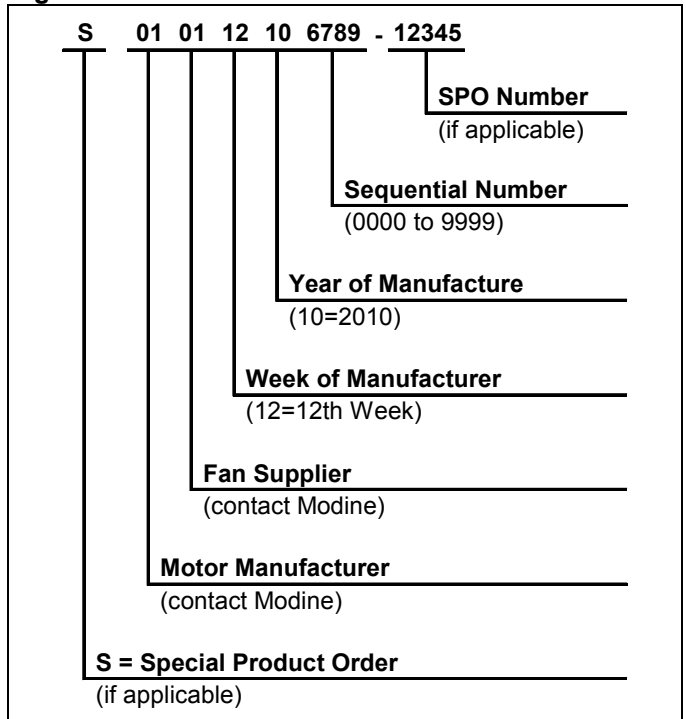 S 01 01 12 10 6789 - 12345
SPO Number
(if applicable)
Sequential Number
(0000 to 9999)
Year of Manufacture
(10=2010)
Week of Manufacturer
(12=12th Week)
Fan Supplier
(contact Modine)
Motor Manufacturer
(contact Modine)
S = Special Product Order
(if applicable)